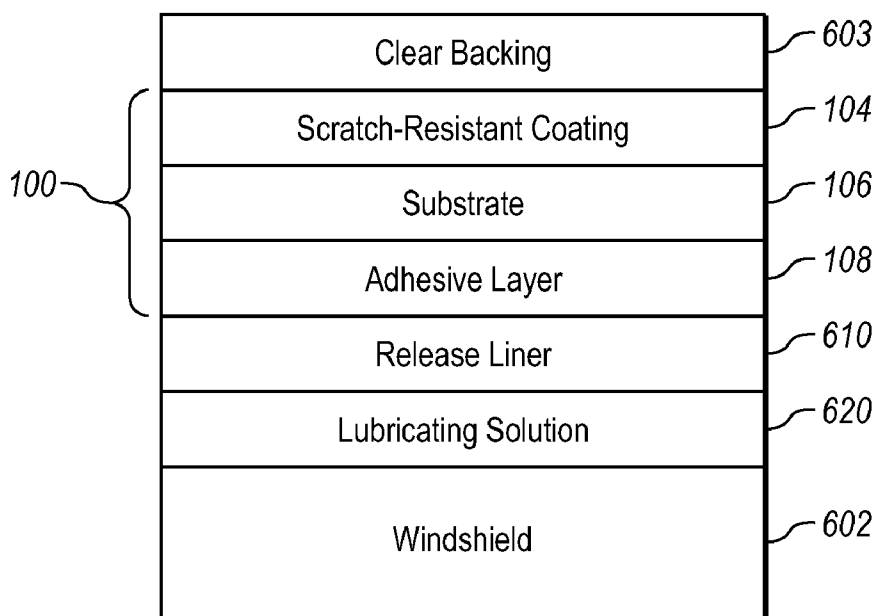 Clear Backing 603
Scratch-Resistant Coating 104
100
Substrate 106
Adhesive Layer 108
Release Liner 610
Lubricating Solution 620
Windshield 602